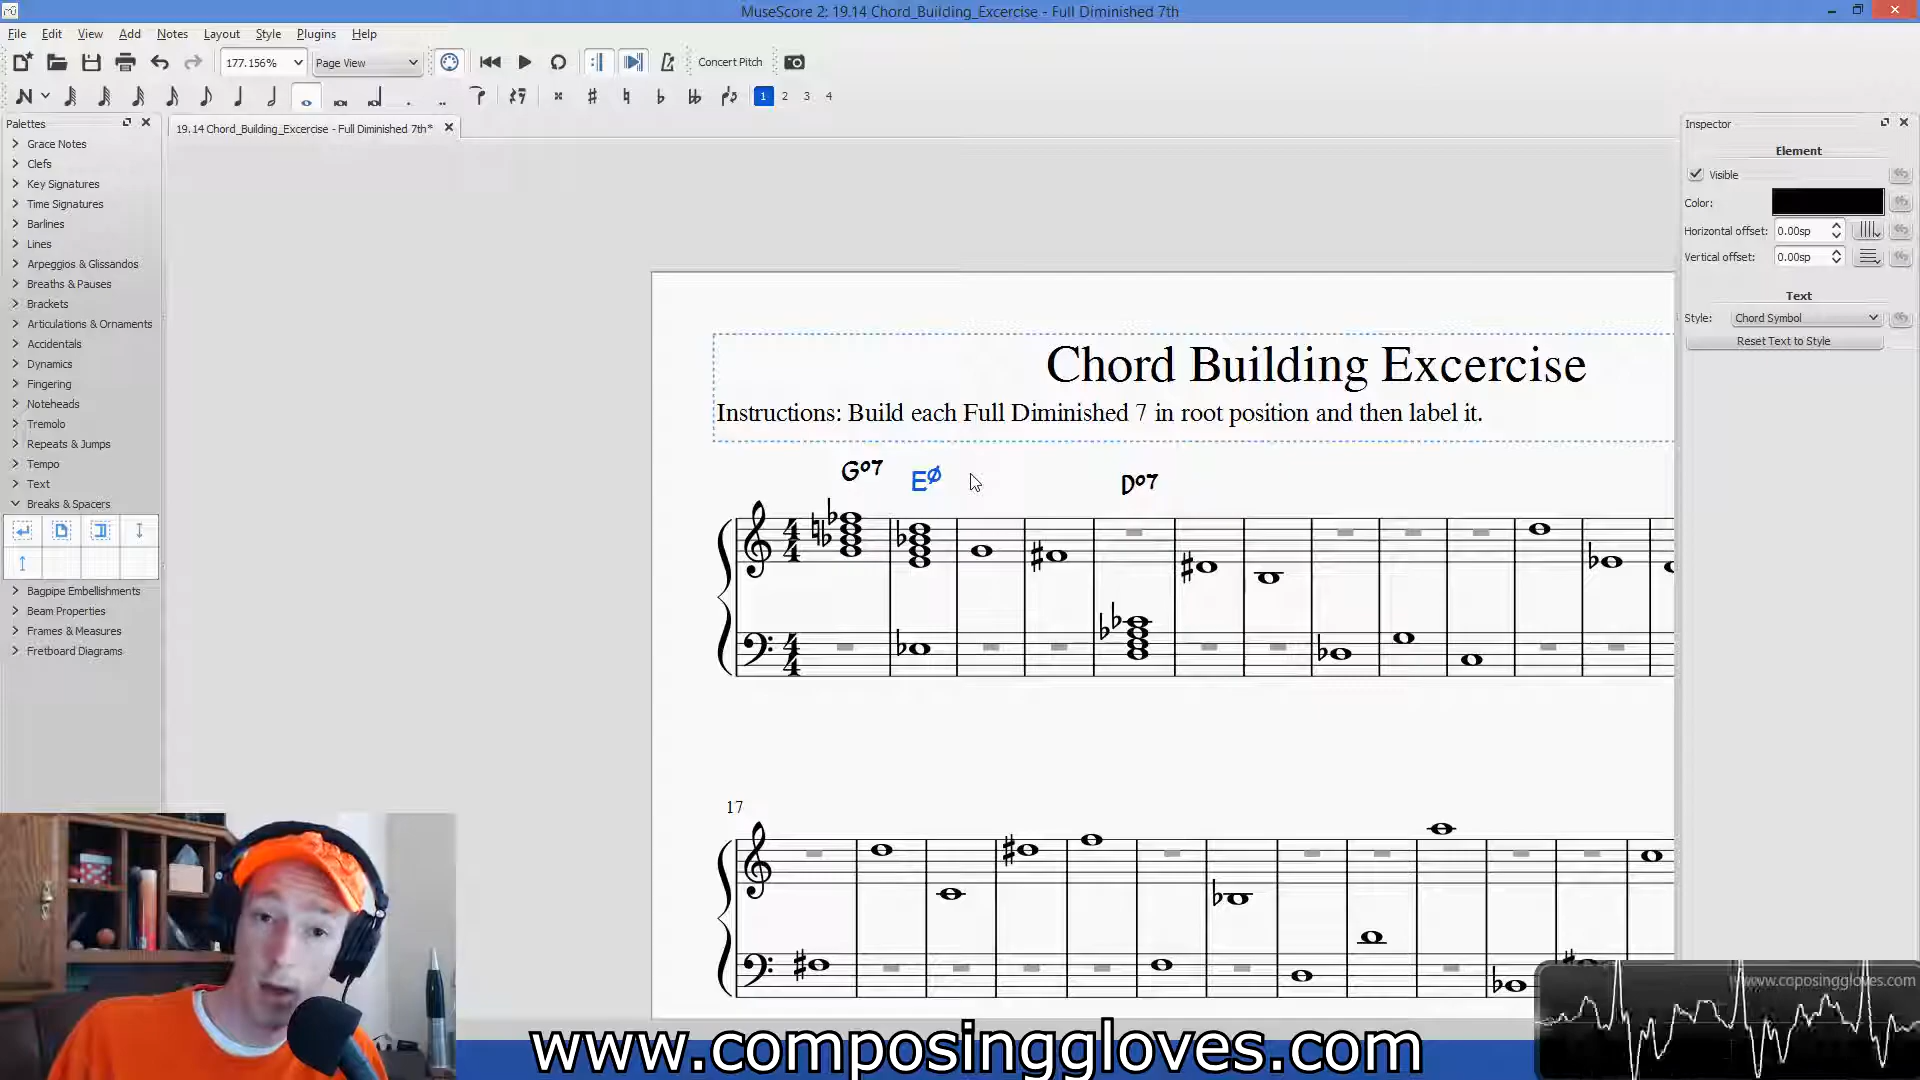 MuseScore 2: 19.14 Chord_Building_Excercise - Full Diminished 7th
File Edit View Add Notes Layout Style Plugins Help
177.156% Page View Concert Pitch
1 2 3 4
Palettes
19.14 Chord_Building_Excercise - Full Diminished 7th*
Inspector
Grace Notes
Clefs
Key Signatures
Time Signatures
Barlines
Lines
Arpeggios & Glissandos
Breaths & Pauses
Brackets
Articulations & Ornaments
Accidentals
Dynamics
Fingering
Noteheads
Tremolo
Repeats & Jumps
Tempo
Text
Breaks & Spacers
Bagpipe Embellishments
Beam Properties
Frames & Measures
Fretboard Diagrams
Element
Visible
Color:
Horizontal offset: 0.00sp
Vertical offset: 0.00sp
Text
Style: Chord Symbol
Reset Text to Style
Chord Building Excercise
Instructions: Build each Full Diminished 7 in root position and then label it.
Go7 EØ Do7
4
4
4
4
17
www.coposinggloves.com
www.composinggloves.com